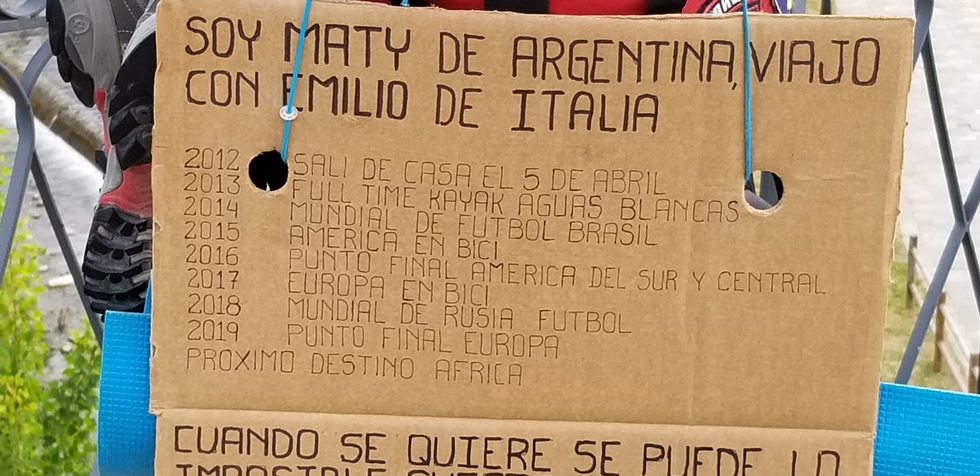 SOY MATY DE ARGENTINA, VIAJO
CON EMILIO DE ITALIA
2012 SALI DE CASA EL 5 DE ABRIL
2013 FULL TIME KAYAK AGUAS BLANCAS
2014 MUNDIAL DE FUTBOL BRASIL
2015 AMERICA EN BICI
2016 PUNTO FINAL AMERICA DEL SUR Y CENTRAL
2017 EUROPA EN BICI
2018 MUNDIAL DE RUSIA FUTBOL
2019 PUNTO FINAL EUROPA
PROXIMO DESTINO AFRICA
CUANDO SE QUIERE SE PUEDE LO
IMPOSIBLE